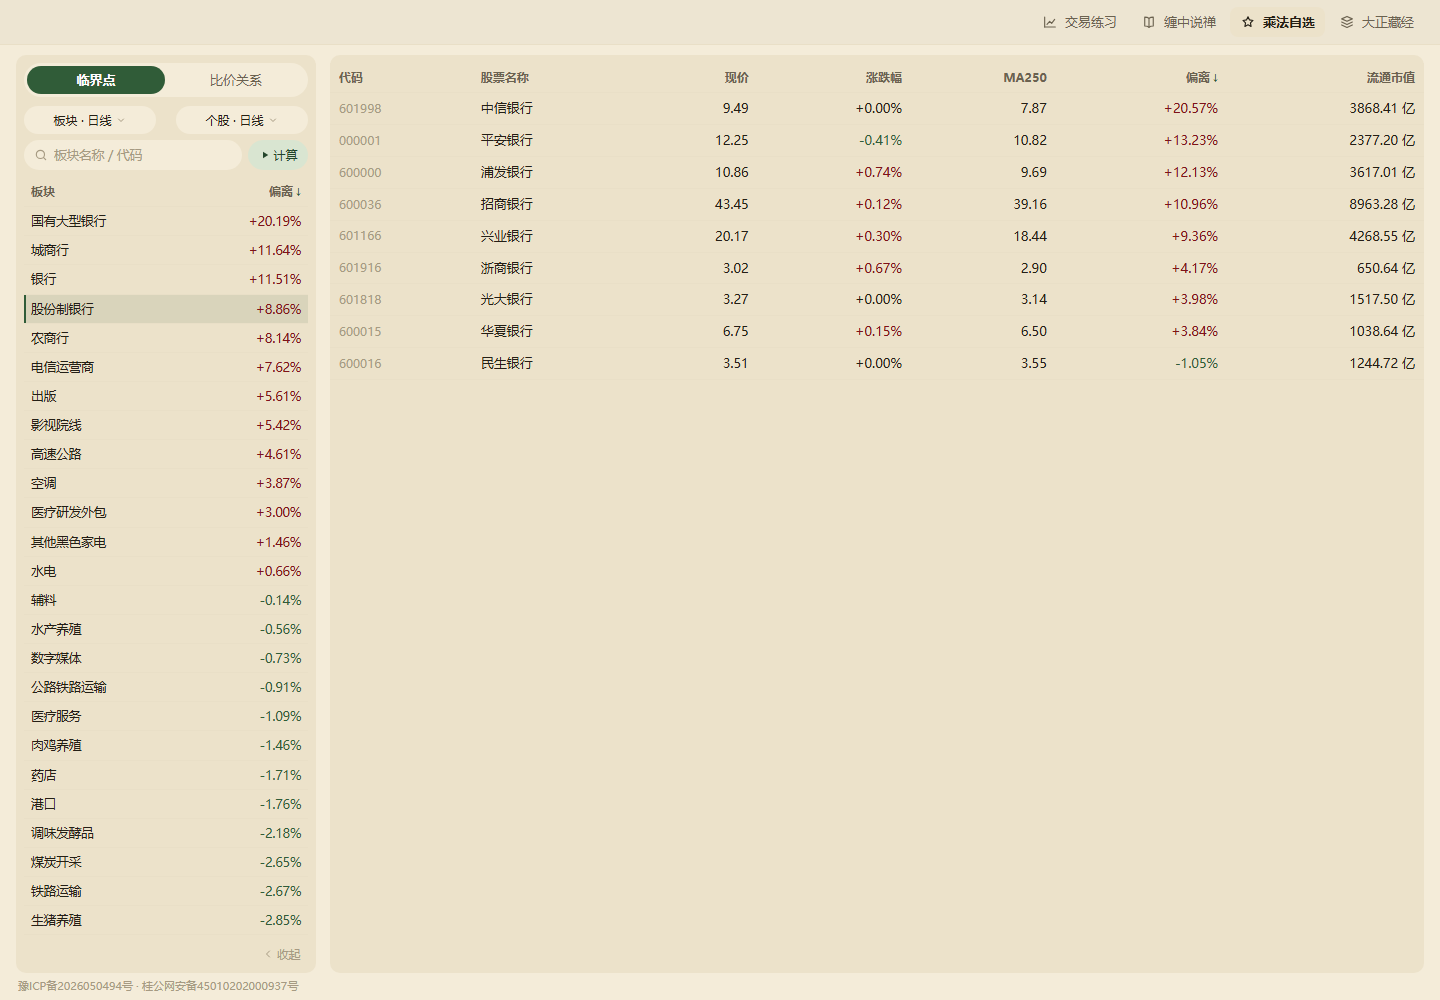 交易练习 缠中说禅 乘法自选 大正藏经
临界点 比价关系
板块 · 日线 个股 · 日线
板块名称 / 代码 计算
板块 偏离↓
国有大型银行 +20.19%
城商行 +11.64%
银行 +11.51%
股份制银行 +8.86%
农商行 +8.14%
电信运营商 +7.62%
出版 +5.61%
影视院线 +5.42%
高速公路 +4.61%
空调 +3.87%
医疗研发外包 +3.00%
其他黑色家电 +1.46%
水电 +0.66%
辅料 -0.14%
水产养殖 -0.56%
数字媒体 -0.73%
公路铁路运输 -0.91%
医疗服务 -1.09%
肉鸡养殖 -1.46%
药店 -1.71%
港口 -1.76%
调味发酵品 -2.18%
煤炭开采 -2.65%
铁路运输 -2.67%
生猪养殖 -2.85%
收起
代码 股票名称 现价 涨跌幅 MA250 偏离↓ 流通市值
601998 中信银行 9.49 +0.00% 7.87 +20.57% 3868.41 亿
000001 平安银行 12.25 -0.41% 10.82 +13.23% 2377.20 亿
600000 浦发银行 10.86 +0.74% 9.69 +12.13% 3617.01 亿
600036 招商银行 43.45 +0.12% 39.16 +10.96% 8963.28 亿
601166 兴业银行 20.17 +0.30% 18.44 +9.36% 4268.55 亿
601916 浙商银行 3.02 +0.67% 2.90 +4.17% 650.64 亿
601818 光大银行 3.27 +0.00% 3.14 +3.98% 1517.50 亿
600015 华夏银行 6.75 +0.15% 6.50 +3.84% 1038.64 亿
600016 民生银行 3.51 +0.00% 3.55 -1.05% 1244.72 亿
豫ICP备2026050494号 · 桂公网安备45010202000937号